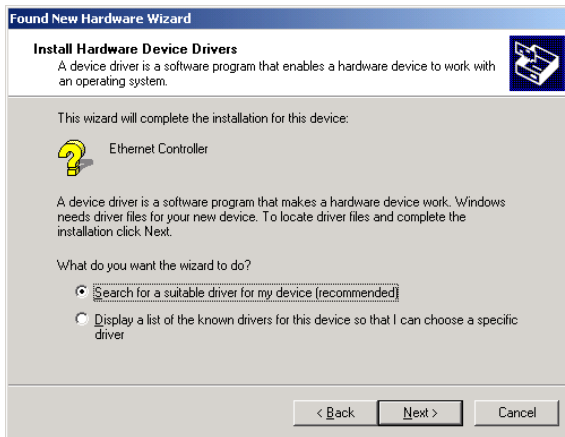 Found New Hardware Wizard
Install Hardware Device Drivers
A device driver is a software program that enables a hardware device to work with
an operating system.
This wizard will complete the installation for this device:
Ethernet Controller
A device driver is a software program that makes a hardware device work. Windows
needs driver files for your new device. To locate driver files and complete the
installation click Next.
What do you want the wizard to do?
Search for a suitable driver for my device (recommended)
Display a list of the known drivers for this device so that I can choose a specific
driver
< Back Next > Cancel